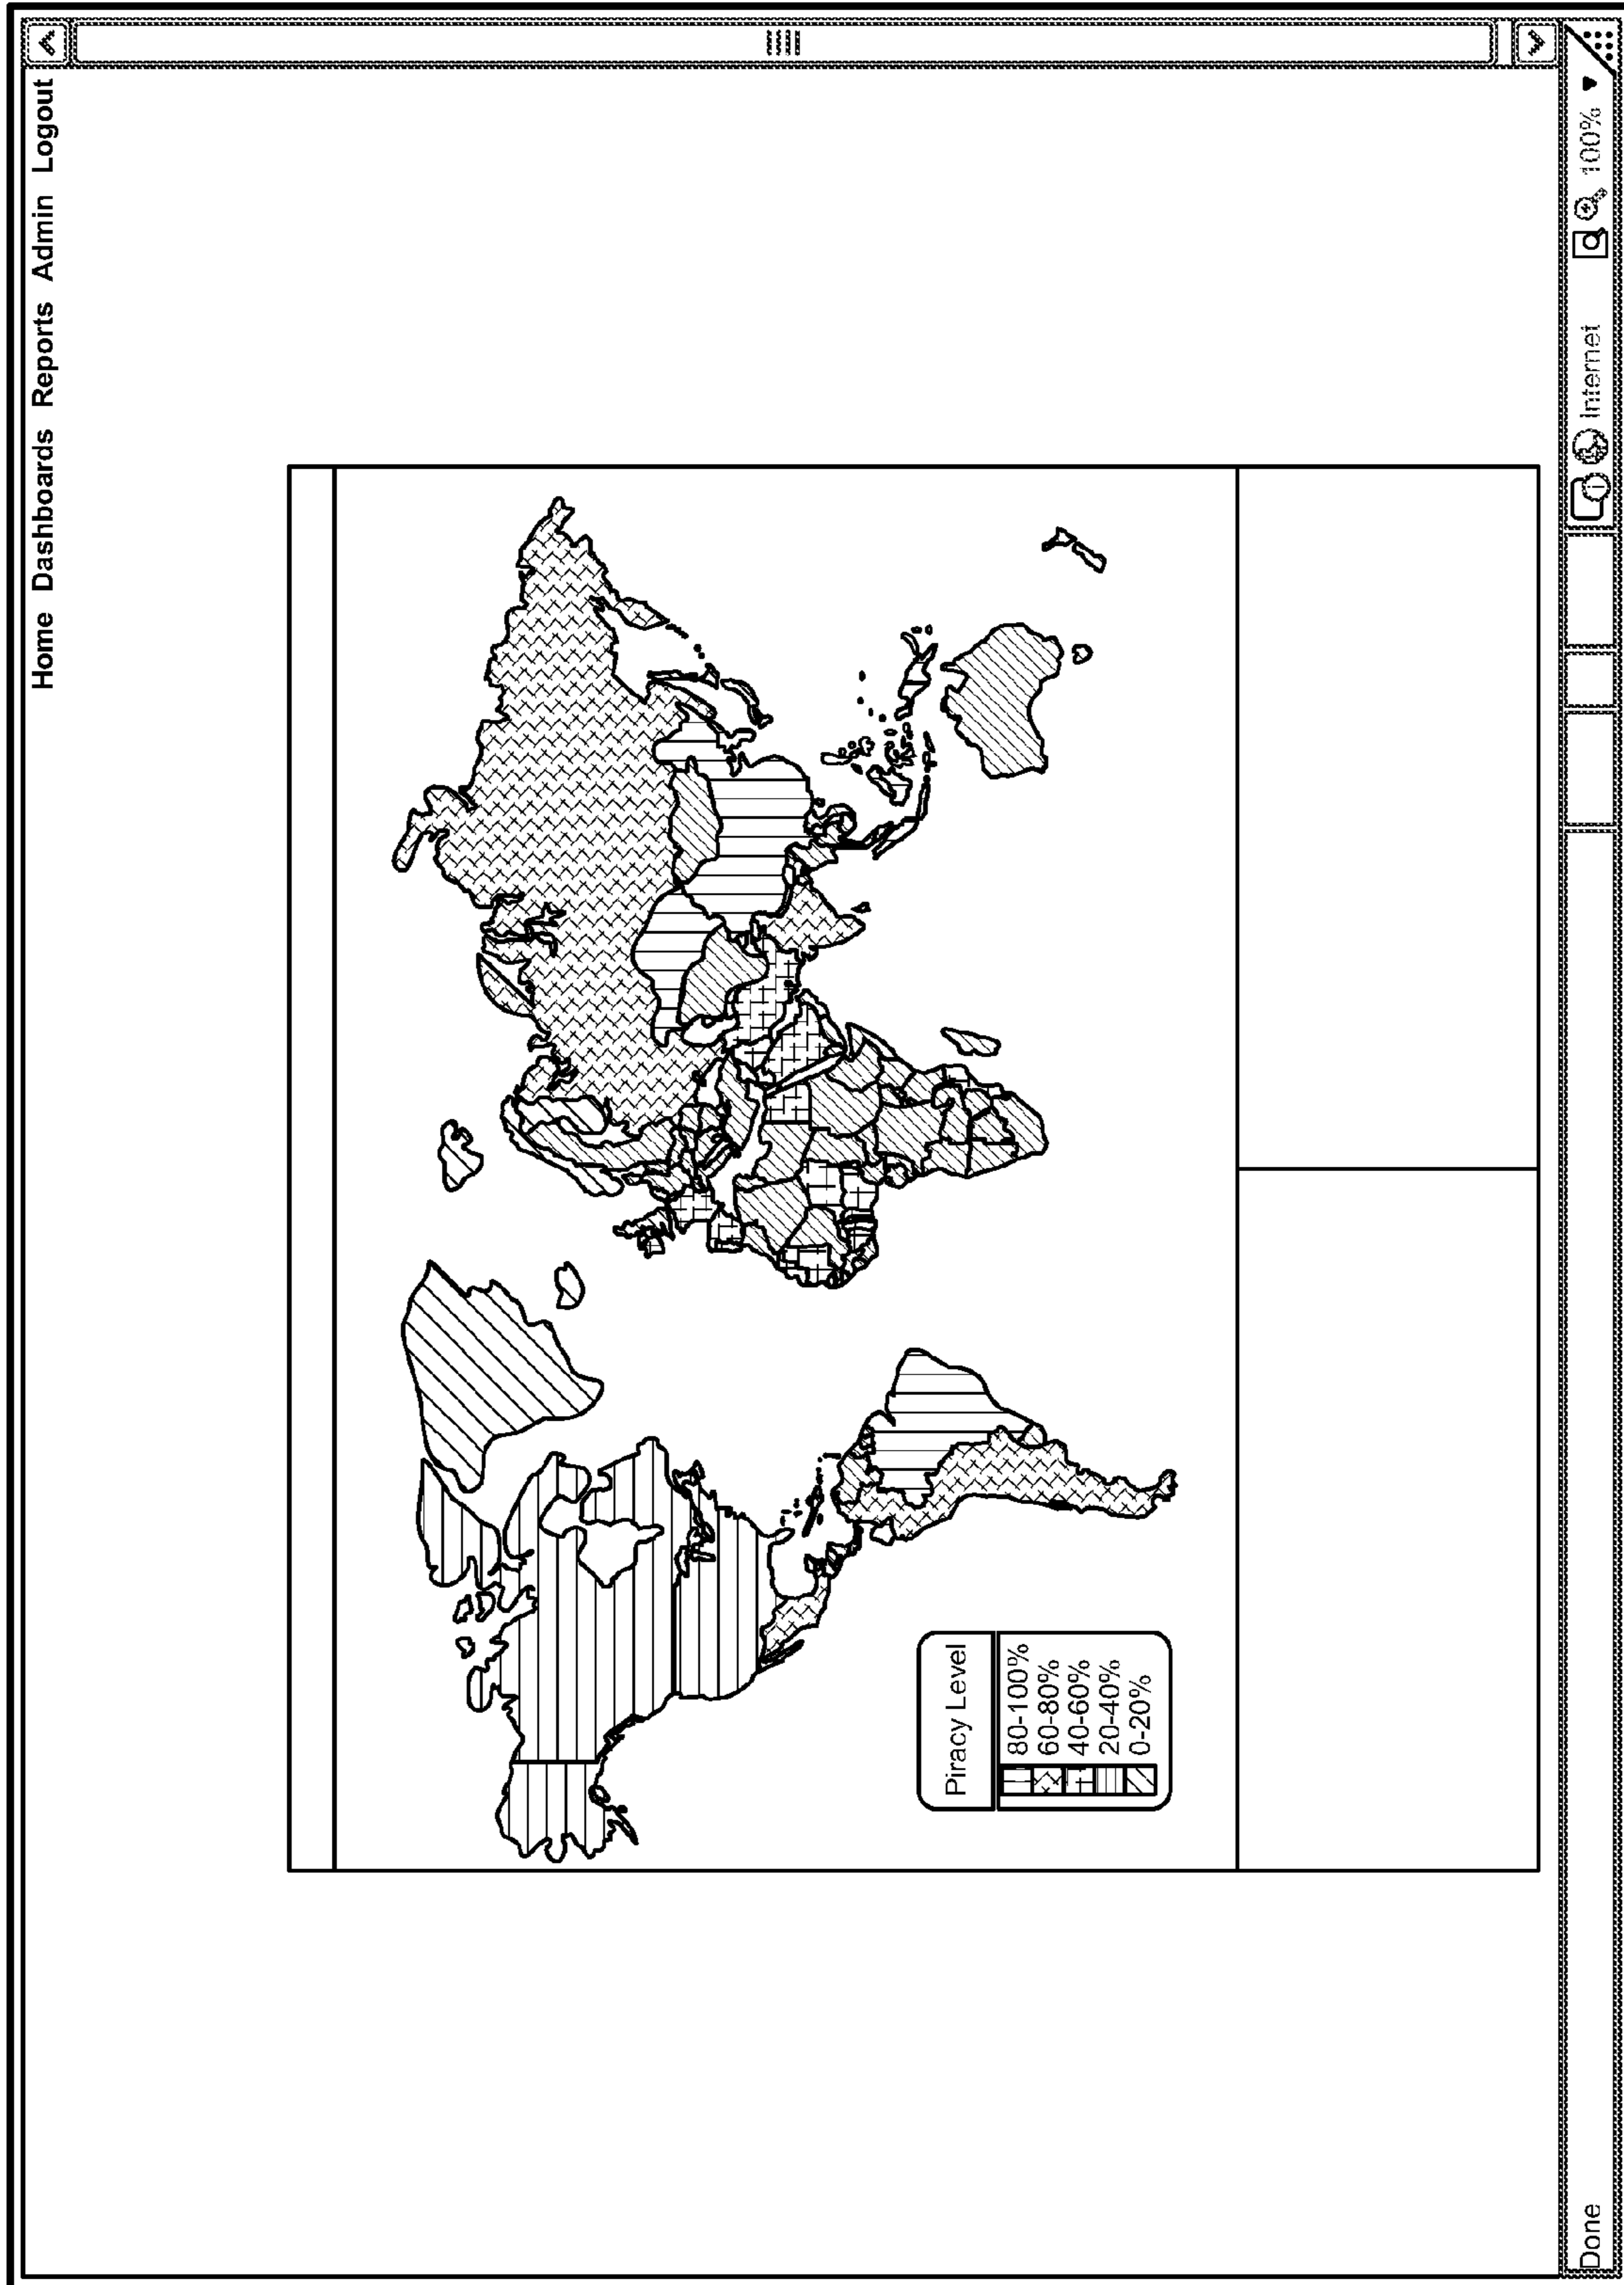 Home Dashboards Reports Admin Logout
Piracy Level
80-100%
60-80%
40-60%
20-40%
0-20%
Done
Internet
100%